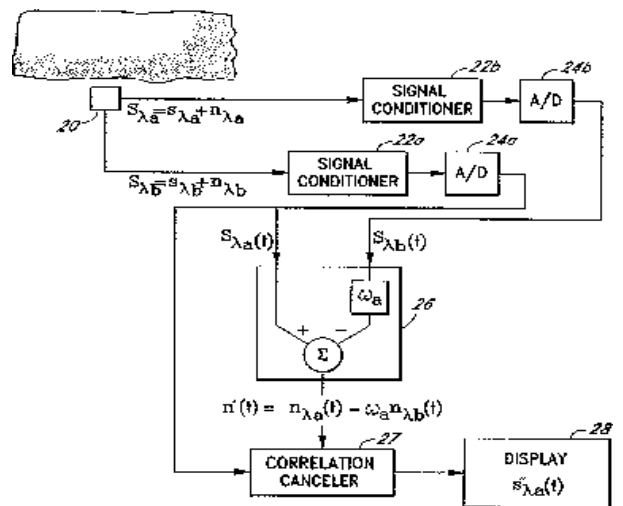 22b
24b
SIGNAL
CONDITIONER
A/D
20
Sλa=sλa+nλa
22a
24a
SIGNAL
CONDITIONER
A/D
Sλb=sλb+nλb
Sλa(t)
Sλb(t)
ωa
26
+
−
Σ
n'(t) = nλa(t) − ωanλb(t)
27
28
CORRELATION
CANCELER
DISPLAY
s"λa(t)